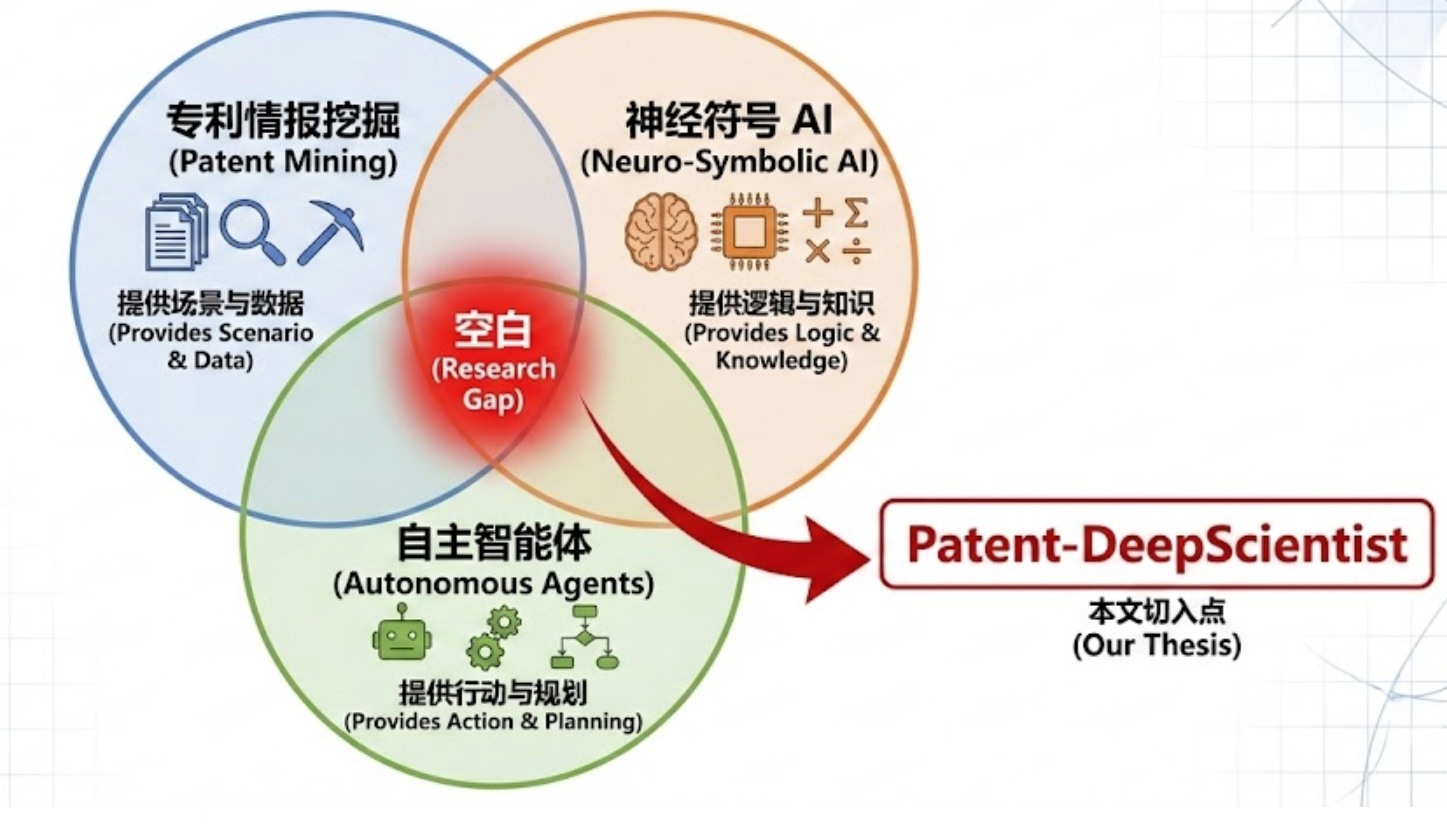 专利情报挖掘
(Patent Mining)
提供场景与数据
(Provides Scenario
& Data)
神经符号 AI
(Neuro-Symbolic AI)
+ Σ
× ÷
提供逻辑与知识
(Provides Logic &
Knowledge)
空白
(Research
Gap)
自主智能体
(Autonomous Agents)
提供行动与规划
(Provides Action & Planning)
Patent-DeepScientist
本文切入点
(Our Thesis)